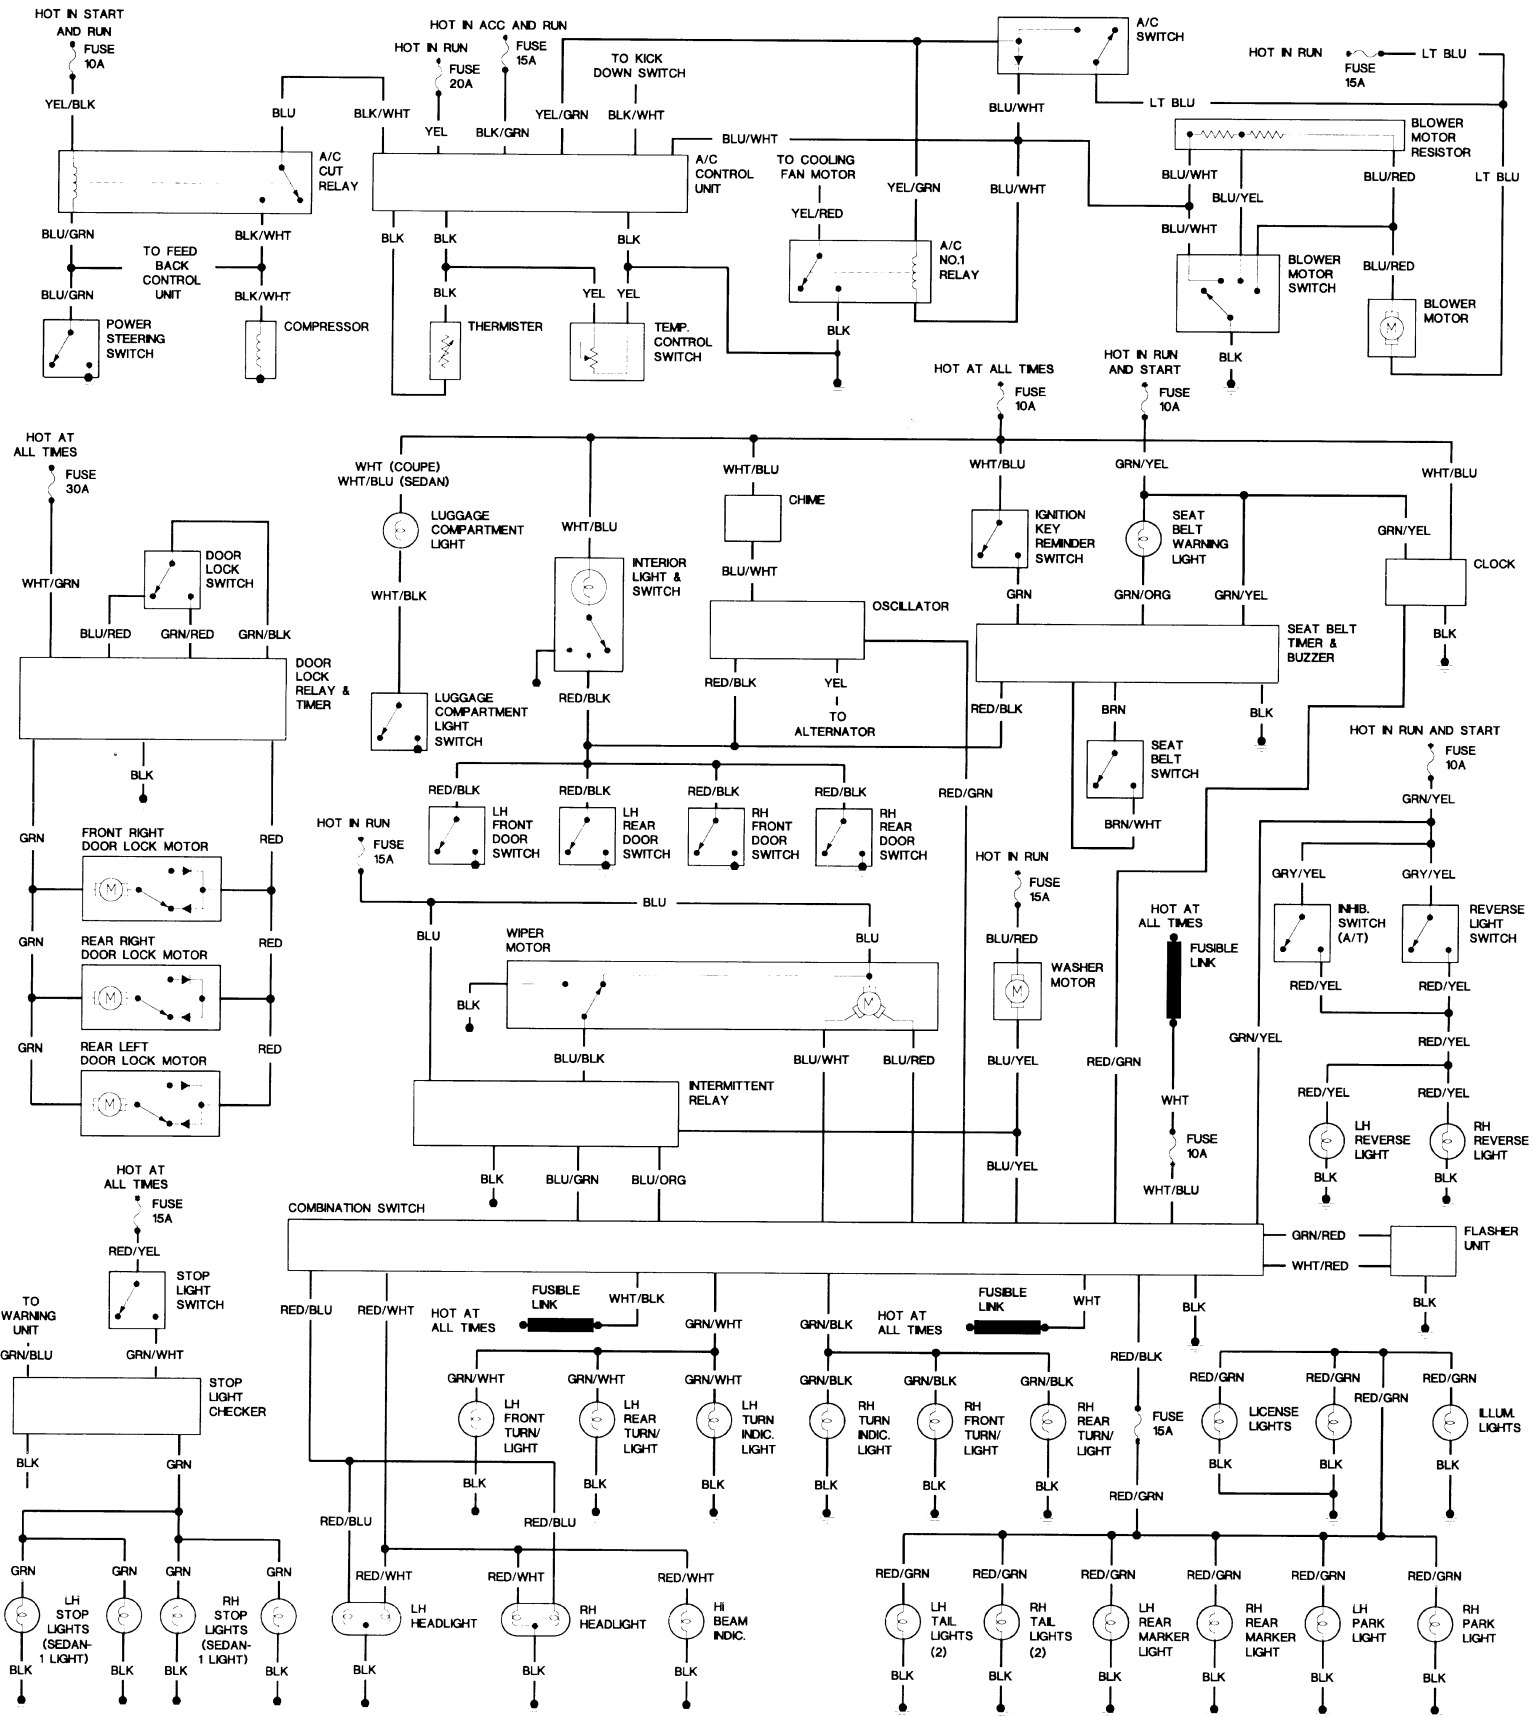 HOT IN START
AND RUN
FUSE
10A
YEL/BLK
BLU
BLK/WHT
A/C
CUT
RELAY
BLU/GRN
BLK/WHT
TO FEED
BACK
CONTROL
UNIT
BLU/GRN
BLK/WHT
POWER
STEERING
SWITCH
COMPRESSOR
HOT IN ACC AND RUN
HOT IN RUN
FUSE
20A
FUSE
15A
TO KICK
DOWN SWITCH
YEL
BLK/GRN
YEL/GRN
BLK/WHT
BLU/WHT
A/C
CONTROL
UNIT
BLK
BLK
BLK
BLK
YEL
YEL
THERMISTER
TEMP.
CONTROL
SWITCH
TO COOLING
FAN MOTOR
YEL/RED
YEL/GRN
A/C
NO.1
RELAY
BLK
A/C
SWITCH
BLU/WHT
BLU/WHT
LT BLU
HOT IN RUN
FUSE
15A
LT BLU
BLOWER
MOTOR
RESISTOR
BLU/WHT
BLU/YEL
BLU/RED
LT BLU
BLU/WHT
BLOWER
MOTOR
SWITCH
BLU/RED
BLOWER
MOTOR
M
BLK
HOT AT
ALL TIMES
FUSE
30A
WHT/GRN
DOOR
LOCK
SWITCH
BLU/RED
GRN/RED
GRN/BLK
DOOR
LOCK
RELAY &
TIMER
BLK
GRN
RED
FRONT RIGHT
DOOR LOCK MOTOR
M
GRN
RED
REAR RIGHT
DOOR LOCK MOTOR
M
GRN
RED
REAR LEFT
DOOR LOCK MOTOR
M
HOT AT ALL TIMES
FUSE
10A
HOT IN RUN
AND START
FUSE
10A
WHT (COUPE)
WHT/BLU (SEDAN)
LUGGAGE
COMPARTMENT
LIGHT
WHT/BLK
LUGGAGE
COMPARTMENT
LIGHT
SWITCH
WHT/BLU
INTERIOR
LIGHT &
SWITCH
RED/BLK
WHT/BLU
CHIME
BLU/WHT
OSCILLATOR
RED/BLK
YEL
TO
ALTERNATOR
WHT/BLU
IGNITION
KEY
REMINDER
SWITCH
GRN
GRN/YEL
SEAT
BELT
WARNING
LIGHT
GRN/ORG
GRN/YEL
GRN/YEL
WHT/BLU
CLOCK
BLK
SEAT BELT
TIMER &
BUZZER
RED/BLK
BRN
BLK
SEAT
BELT
SWITCH
BRN/WHT
RED/BLK
LH
FRONT
DOOR
SWITCH
RED/BLK
LH
REAR
DOOR
SWITCH
RED/BLK
RH
FRONT
DOOR
SWITCH
RED/BLK
RH
REAR
DOOR
SWITCH
RED/GRN
HOT IN RUN AND START
FUSE
10A
GRN/YEL
GRY/YEL
GRY/YEL
INHIB.
SWITCH
(A/T)
REVERSE
LIGHT
SWITCH
RED/YEL
RED/YEL
GRN/YEL
RED/YEL
RED/YEL
RED/YEL
LH
REVERSE
LIGHT
RH
REVERSE
LIGHT
BLK
BLK
HOT IN RUN
FUSE
15A
BLU
BLU
BLU
WIPER
MOTOR
BLK
M
BLU/BLK
BLU/WHT
BLU/RED
INTERMITTENT
RELAY
BLK
BLU/GRN
BLU/ORG
HOT IN RUN
FUSE
15A
BLU/RED
WASHER
MOTOR
M
BLU/YEL
BLU/YEL
HOT AT
ALL TIMES
FUSIBLE
LINK
RED/GRN
WHT
FUSE
10A
WHT/BLU
COMBINATION SWITCH
GRN/RED
WHT/RED
FLASHER
UNIT
BLK
HOT AT
ALL TIMES
FUSE
15A
RED/YEL
STOP
LIGHT
SWITCH
TO
WARNING
UNIT
GRN/BLU
GRN/WHT
STOP
LIGHT
CHECKER
BLK
GRN
GRN
GRN
GRN
GRN
LH
STOP
LIGHTS
(SEDAN-
1 LIGHT)
RH
STOP
LIGHTS
(SEDAN-
1 LIGHT)
BLK
BLK
BLK
BLK
RED/BLU
RED/WHT
HOT AT
ALL TIMES
FUSIBLE
LINK
WHT/BLK
GRN/WHT
GRN/WHT
GRN/WHT
GRN/WHT
LH
FRONT
TURN/
LIGHT
LH
REAR
TURN/
LIGHT
LH
TURN
INDIC.
LIGHT
BLK
BLK
BLK
GRN/BLK
HOT AT
ALL TIMES
FUSIBLE
LINK
WHT
GRN/BLK
GRN/BLK
GRN/BLK
RH
TURN
INDIC.
LIGHT
RH
FRONT
TURN/
LIGHT
RH
REAR
TURN/
LIGHT
BLK
BLK
BLK
RED/BLK
BLK
FUSE
15A
RED/GRN
RED/GRN
RED/GRN
RED/GRN
RED/GRN
LICENSE
LIGHTS
ILLUM.
LIGHTS
BLK
BLK
BLK
RED/BLU
RED/BLU
RED/WHT
RED/WHT
RED/WHT
LH
HEADLIGHT
RH
HEADLIGHT
Hi
BEAM
INDIC.
BLK
BLK
BLK
RED/GRN
RED/GRN
RED/GRN
RED/GRN
RED/GRN
RED/GRN
LH
TAIL
LIGHTS
(2)
RH
TAIL
LIGHTS
(2)
LH
REAR
MARKER
LIGHT
RH
REAR
MARKER
LIGHT
LH
PARK
LIGHT
RH
PARK
LIGHT
BLK
BLK
BLK
BLK
BLK
BLK